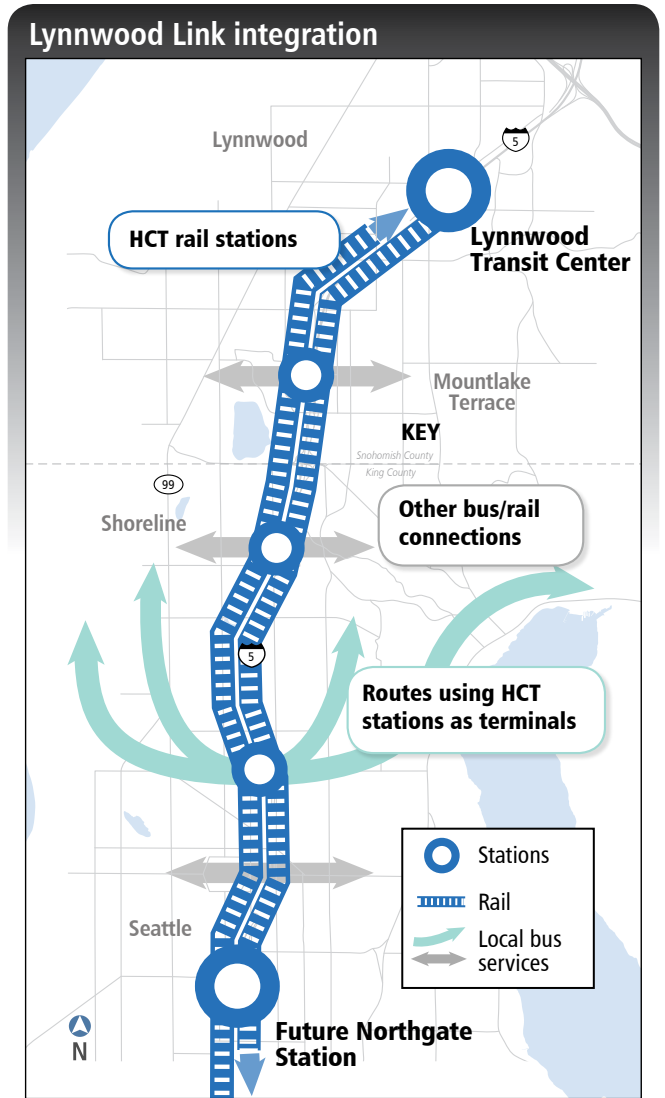 Lynnwood Link integration
Lynnwood
5
HCT rail stations
Lynnwood
Transit Center
Mountlake
Terrace
KEY
Snohomish County
King County
99
Other bus/rail
connections
Shoreline
5
Routes using HCT
stations as terminals
Stations
Rail
Local bus
services
Seattle
Future Northgate
Station
N